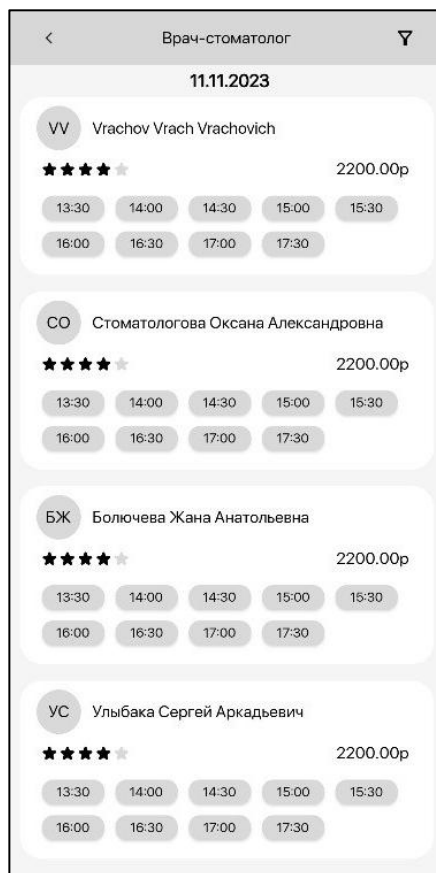 Врач-стоматолог
11.11.2023
VV Vrachov Vrach Vrachovich
2200.00р
13:30 14:00 14:30 15:00 15:30
16:00 16:30 17:00 17:30
СО Стоматологова Оксана Александровна
2200.00р
13:30 14:00 14:30 15:00 15:30
16:00 16:30 17:00 17:30
БЖ Болючева Жана Анатольевна
2200.00р
13:30 14:00 14:30 15:00 15:30
16:00 16:30 17:00 17:30
УС Улыбака Сергей Аркадьевич
2200.00р
13:30 14:00 14:30 15:00 15:30
16:00 16:30 17:00 17:30